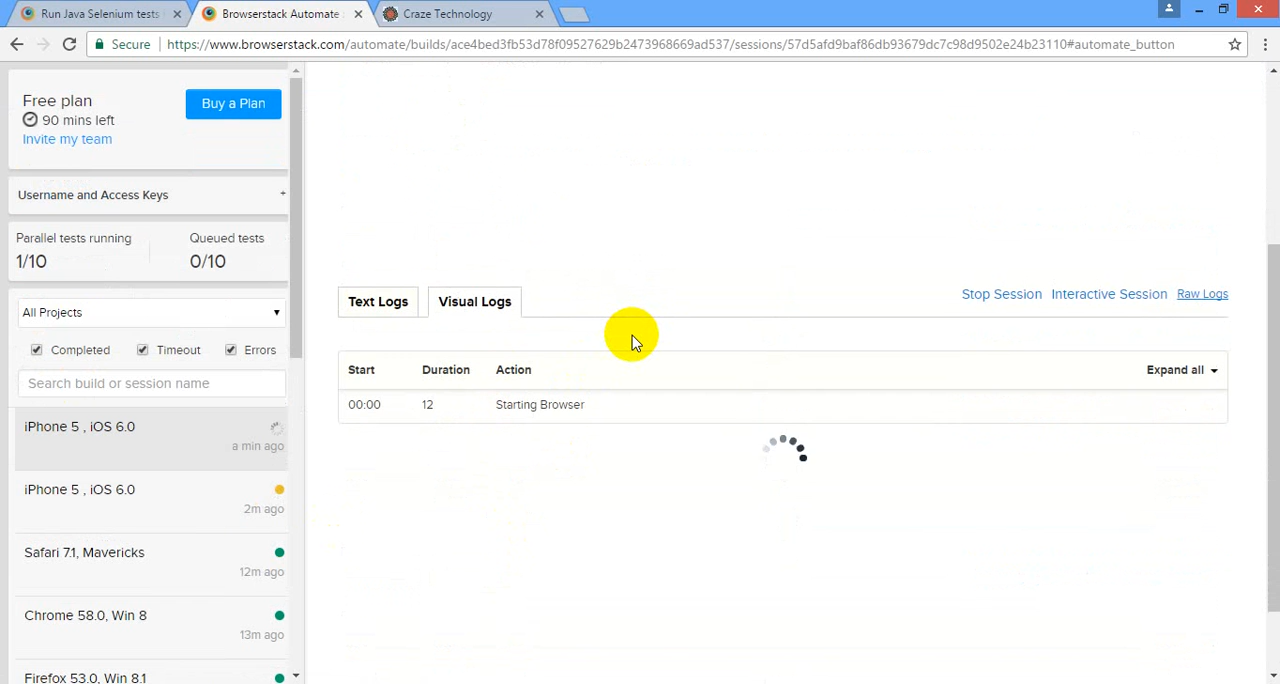 Run Java Selenium tests
Browserstack Automate
Craze Technology
Secure
https://www.browserstack.com/automate/builds/ace4bed3fb53d78f09527629b2473968669ad537/sessions/57d5afd9baf86db93679dc7c98d9502e24b23110#automate_button
Free plan
90 mins left
Invite my team
Buy a Plan
Username and Access Keys
+
Parallel tests running
1/10
Queued tests
0/10
All Projects
Completed
Timeout
Errors
Search build or session name
iPhone 5 , iOS 6.0
a min ago
iPhone 5 , iOS 6.0
2m ago
Safari 7.1, Mavericks
12m ago
Chrome 58.0, Win 8
13m ago
Firefox 53.0, Win 8.1
Text Logs
Visual Logs
Stop Session
Interactive Session
Raw Logs
Start
Duration
Action
Expand all
00:00
12
Starting Browser